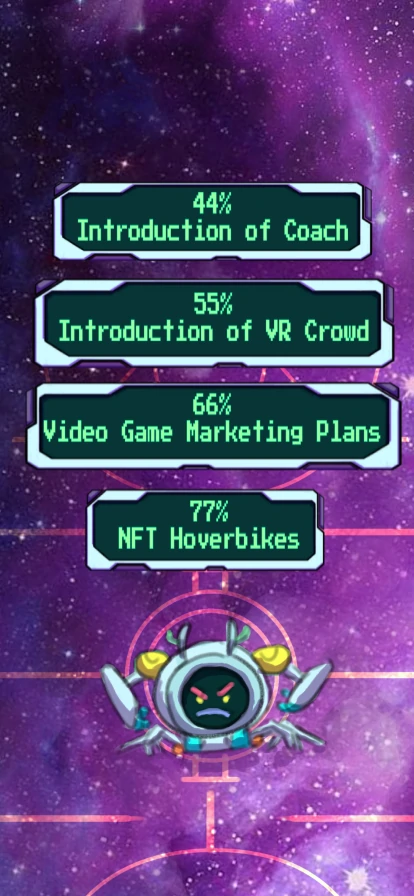 44%
Introduction of Coach
55%
Introduction of VR Crowd
66%
Video Game Marketing Plans
77%
NFT Hoverbikes